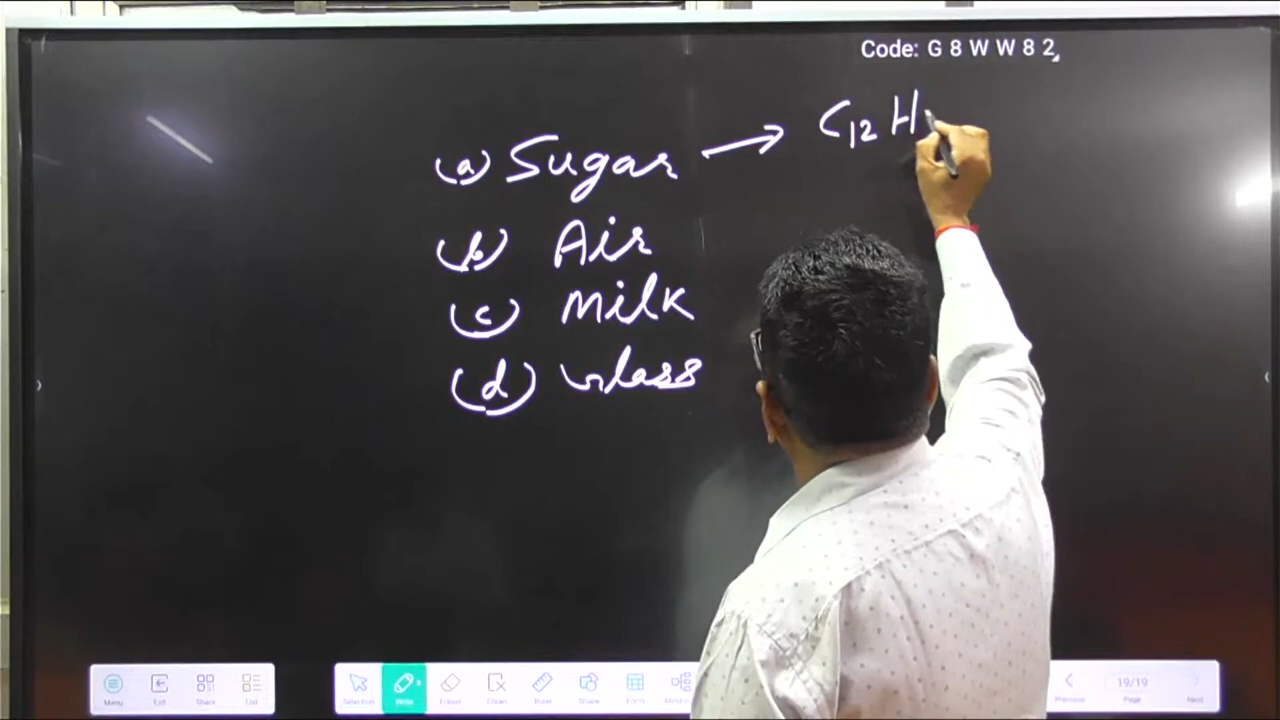 Code: G 8 W W 8 2
(a) Sugar → C₁₂ H
(b) Air
(c) Milk
(d) Glass
Menu Exit Share List Selection Write Eraser Clean Ruler Shape Form Previous 19/19 Page Next